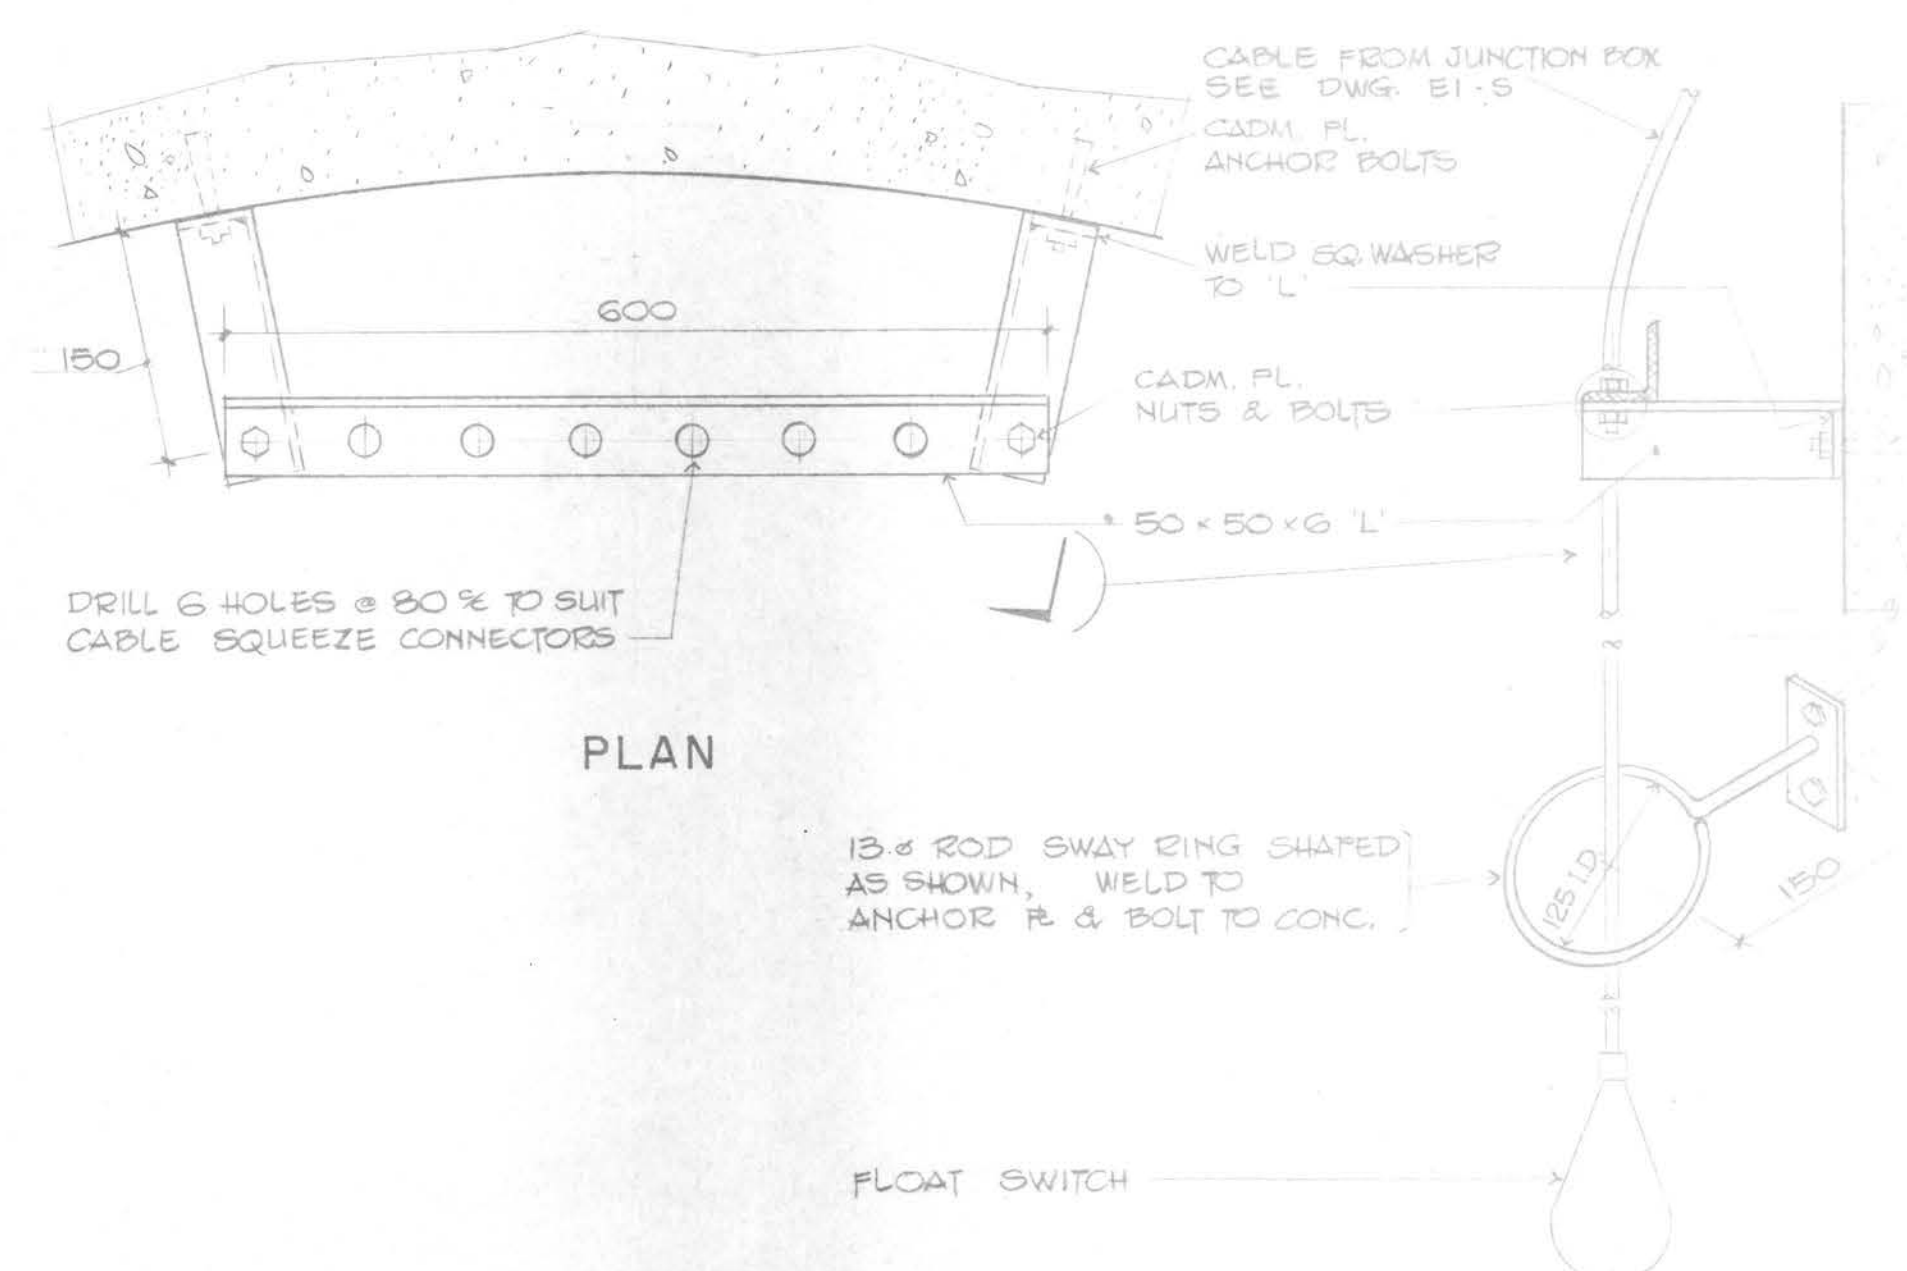 CABLE FROM JUNCTION BOX
SEE DWG. E1-S
CADM. PL.
ANCHOR BOLTS
WELD SQ. WASHER
TO 'L'
600
150
CADM. PL.
NUTS & BOLTS
50 x 50 x 6 'L'
DRILL 6 HOLES @ 80 ℄ TO SUIT
CABLE SQUEEZE CONNECTORS
PLAN
13 ø ROD SWAY RING SHAPED
AS SHOWN, WELD TO
ANCHOR PL & BOLT TO CONC.
125 I.D.
150
FLOAT SWITCH